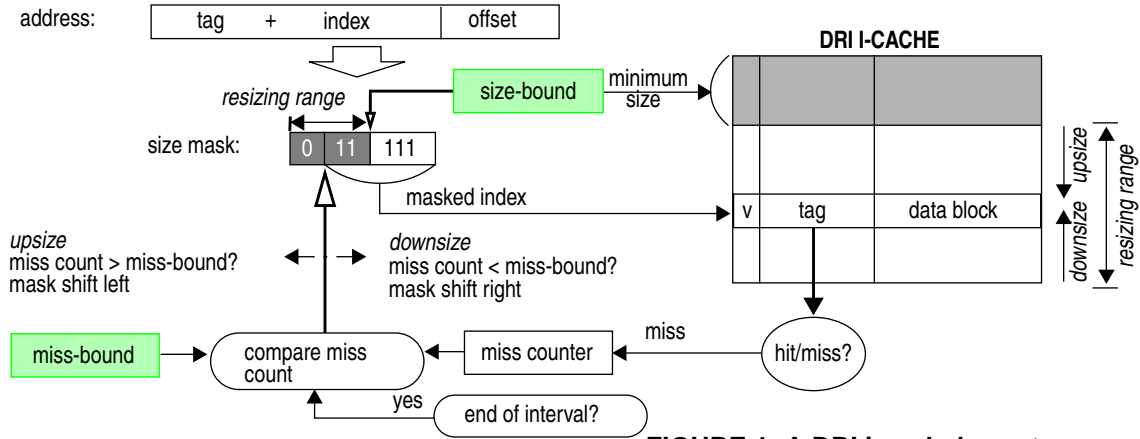 address:
tag + index
offset
DRI I-CACHE
size-bound
minimum
size
resizing range
size mask:
0 11 111
masked index
v tag data block
upsize
downsize
resizing range
upsize
miss count > miss-bound?
mask shift left
downsize
miss count < miss-bound?
mask shift right
miss-bound
compare miss
count
miss counter
miss
hit/miss?
yes
end of interval?